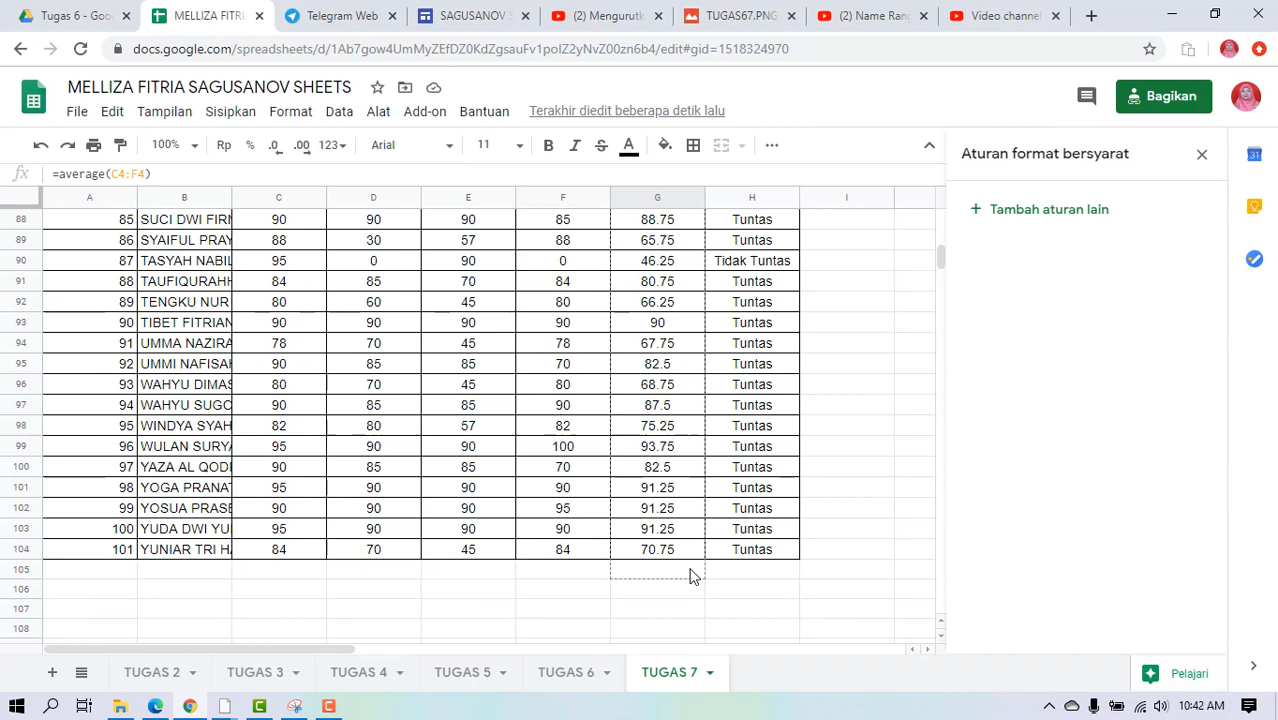 Tugas 6 - Goog
MELLIZA FITRI
Telegram Web
SAGUSANOV S
(2) Mengurutk
TUGAS67.PNG
(2) Name Rang
Video channel
docs.google.com/spreadsheets/d/1Ab7gow4UmMyZEfDZ0KdZgsauFv1poIZ2yNvZ00zn6b4/edit#gid=1518324970
MELLIZA FITRIA SAGUSANOV SHEETS
File Edit Tampilan Sisipkan Format Data Alat Add-on Bantuan Terakhir diedit beberapa detik lalu
Bagikan
100% Rp % .0 .00 123 Arial 11 B I S A
Aturan format bersyarat
fx =average(C4:F4)
A B C D E F G H I
+ Tambah aturan lain
88 85 SUCI DWI FIRN 90 90 90 85 88.75 Tuntas
89 86 SYAIFUL PRAY 88 30 57 88 65.75 Tuntas
90 87 TASYAH NABIL 95 0 90 0 46.25 Tidak Tuntas
91 88 TAUFIQURAHH 84 85 70 84 80.75 Tuntas
92 89 TENGKU NUR 80 60 45 80 66.25 Tuntas
93 90 TIBET FITRIAN 90 90 90 90 90 Tuntas
94 91 UMMA NAZIRA 78 70 45 78 67.75 Tuntas
95 92 UMMI NAFISAH 90 85 85 70 82.5 Tuntas
96 93 WAHYU DIMAS 80 70 45 80 68.75 Tuntas
97 94 WAHYU SUGO 90 85 85 90 87.5 Tuntas
98 95 WINDYA SYAH 82 80 57 82 75.25 Tuntas
99 96 WULAN SURYA 95 90 90 100 93.75 Tuntas
100 97 YAZA AL QODI 90 85 85 70 82.5 Tuntas
101 98 YOGA PRANAT 95 90 90 90 91.25 Tuntas
102 99 YOSUA PRASE 90 90 90 95 91.25 Tuntas
103 100 YUDA DWI YUI 95 90 90 90 91.25 Tuntas
104 101 YUNIAR TRI HA 84 70 45 84 70.75 Tuntas
105
106
107
108
TUGAS 2 TUGAS 3 TUGAS 4 TUGAS 5 TUGAS 6 TUGAS 7
Pelajari
10:42 AM